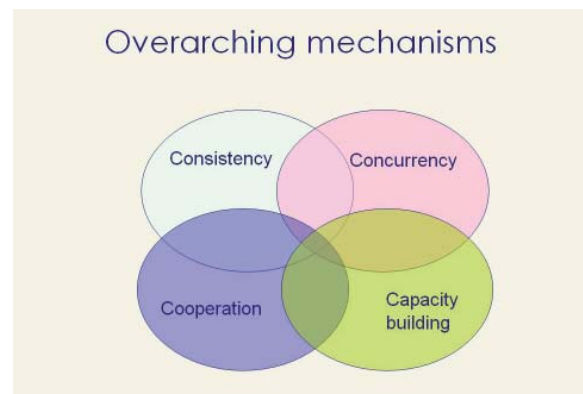 Overarching mechanisms
Consistency
Concurrency
Cooperation
Capacity
building